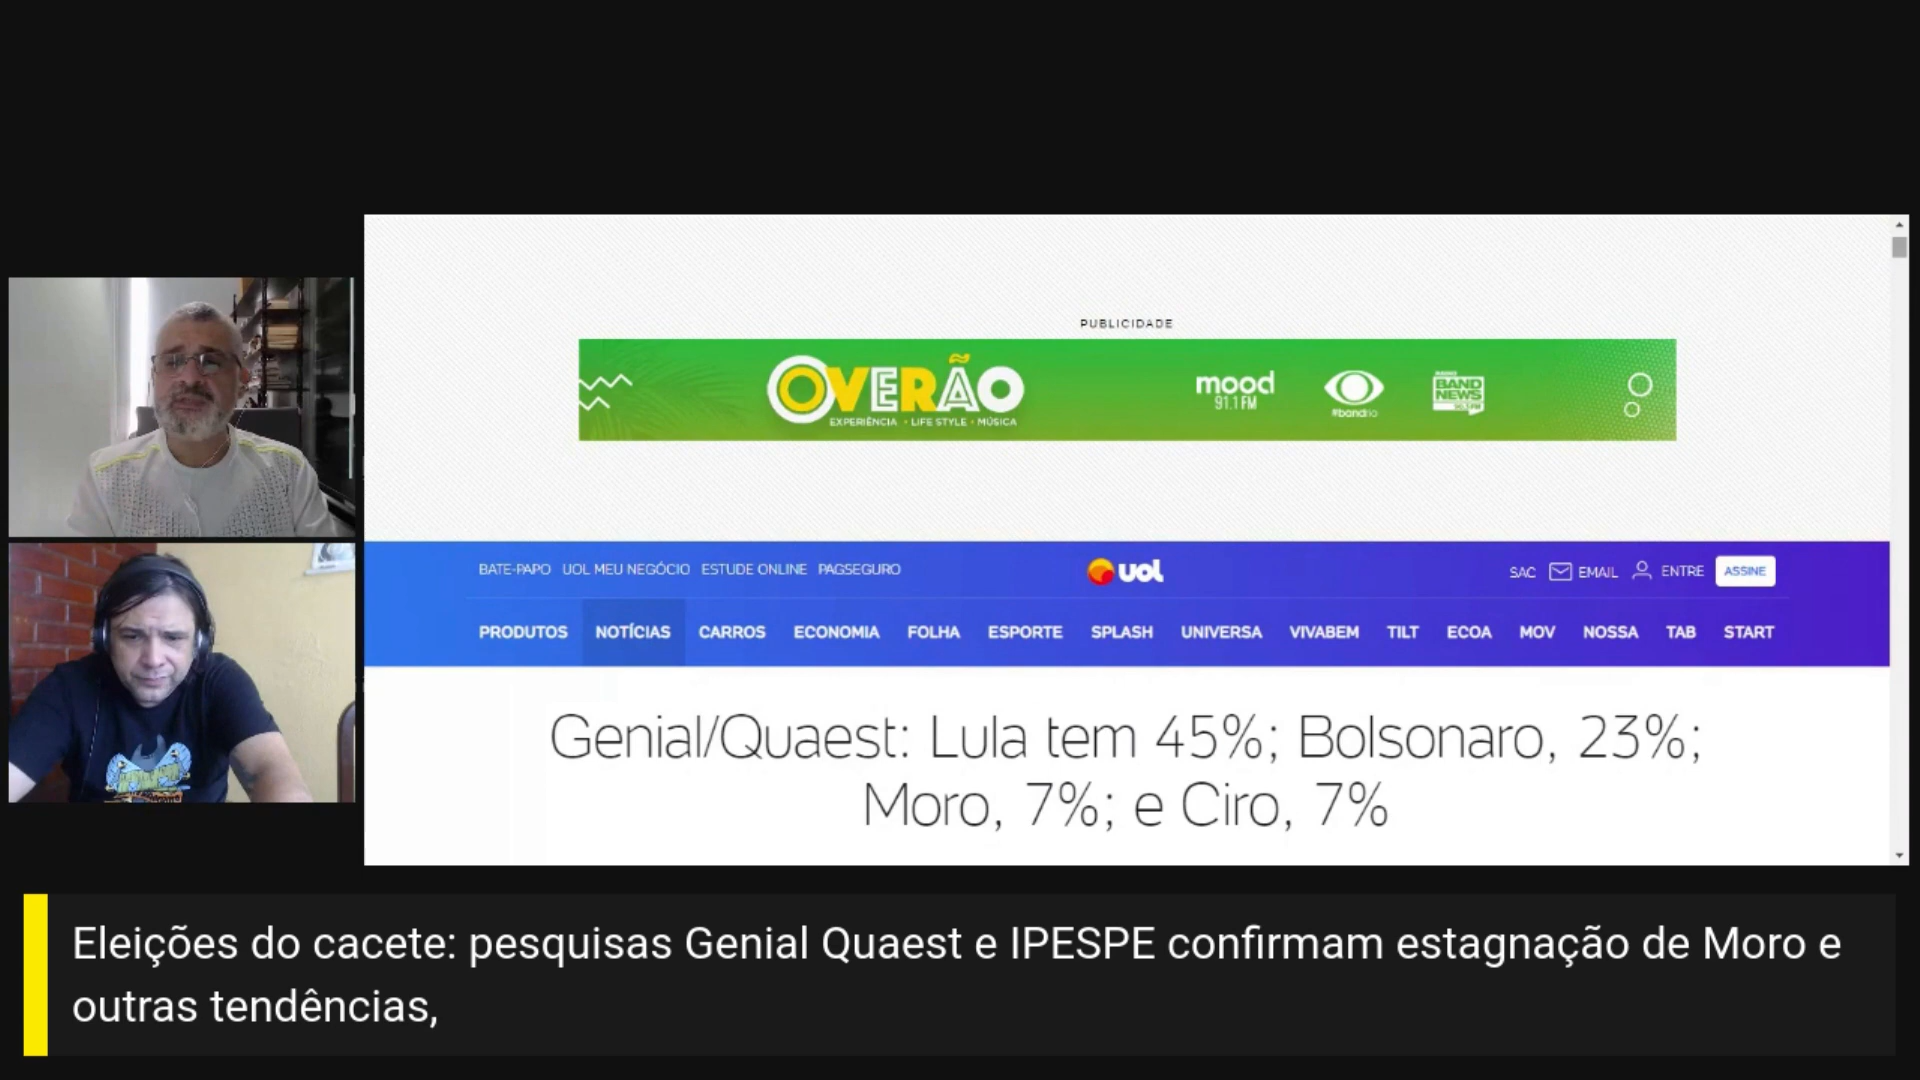 PUBLICIDADE
OVERÃO
EXPERIÊNCIA • LIFE STYLE • MÚSICA
mood
91.1 FM
#bandrio
BAND
NEWS
BATE-PAPO UOL MEU NEGÓCIO ESTUDE ONLINE PAGSEGURO
UOL
SAC EMAIL ENTRE ASSINE
PRODUTOS NOTÍCIAS CARROS ECONOMIA FOLHA ESPORTE SPLASH UNIVERSA VIVABEM TILT ECOA MOV NOSSA TAB START
Genial/Quaest: Lula tem 45%; Bolsonaro, 23%;
Moro, 7%; e Ciro, 7%
Eleições do cacete: pesquisas Genial Quaest e IPESPE confirmam estagnação de Moro e
outras tendências,